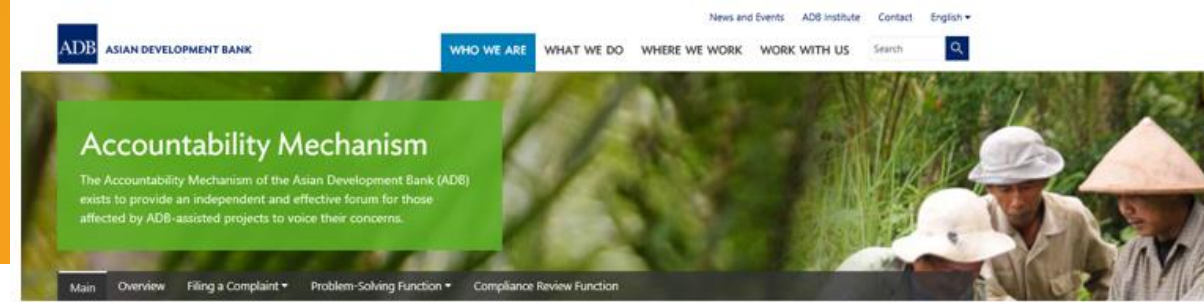 News and Events ADB Institute Contact English
ADB ASIAN DEVELOPMENT BANK WHO WE ARE WHAT WE DO WHERE WE WORK WORK WITH US Search
Accountability Mechanism
The Accountability Mechanism of the Asian Development Bank (ADB)
exists to provide an independent and effective forum for those
affected by ADB-assisted projects to voice their concerns.
Main Overview Filing a Complaint Problem-Solving Function Compliance Review Function